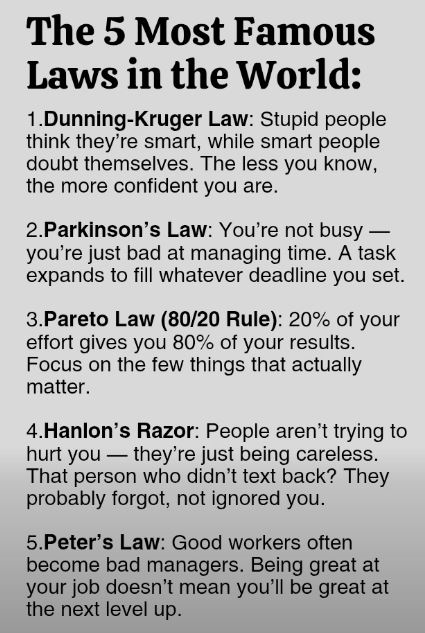 The 5 Most Famous
Laws in the World:
1.Dunning-Kruger Law: Stupid people
think they’re smart, while smart people
doubt themselves. The less you know,
the more confident you are.
2.Parkinson’s Law: You’re not busy —
you’re just bad at managing time. A task
expands to fill whatever deadline you set.
3.Pareto Law (80/20 Rule): 20% of your
effort gives you 80% of your results.
Focus on the few things that actually
matter.
4.Hanlon’s Razor: People aren’t trying to
hurt you — they’re just being careless.
That person who didn’t text back? They
probably forgot, not ignored you.
5.Peter’s Law: Good workers often
become bad managers. Being great at
your job doesn’t mean you’ll be great at
the next level up.